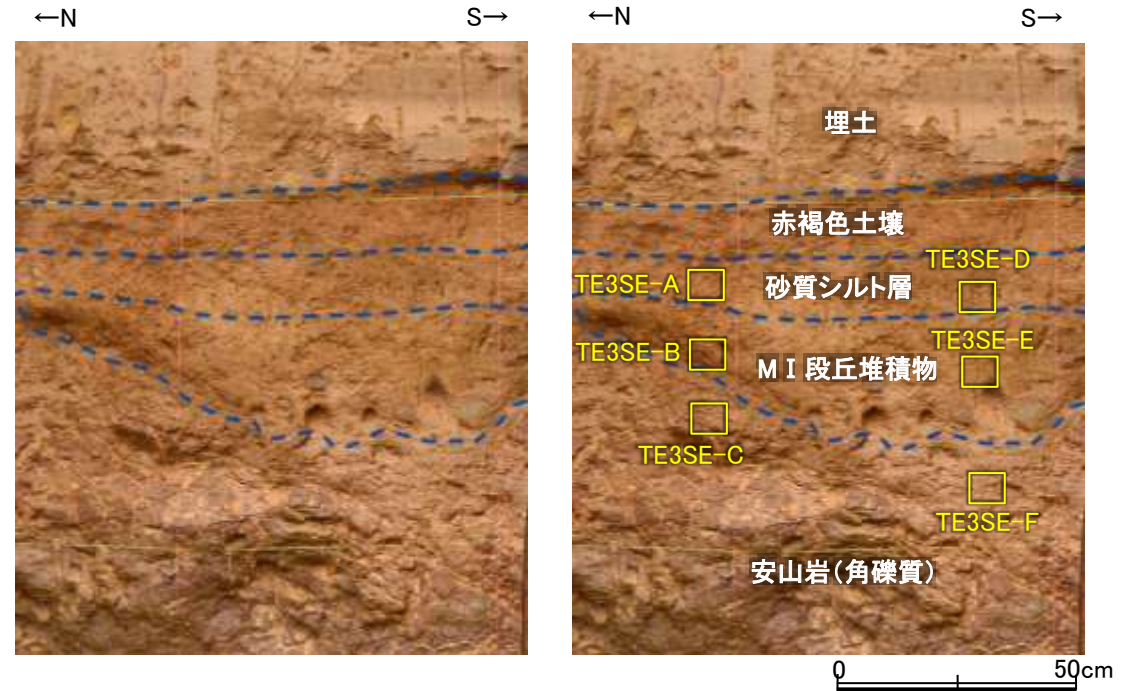 ←N
S→
←N
S→
埋土
赤褐色土壌
TE3SE-D
TE3SE-A
砂質シルト層
TE3SE-E
TE3SE-B
MⅠ段丘堆積物
TE3SE-C
TE3SE-F
安山岩(角礫質)
0
50cm